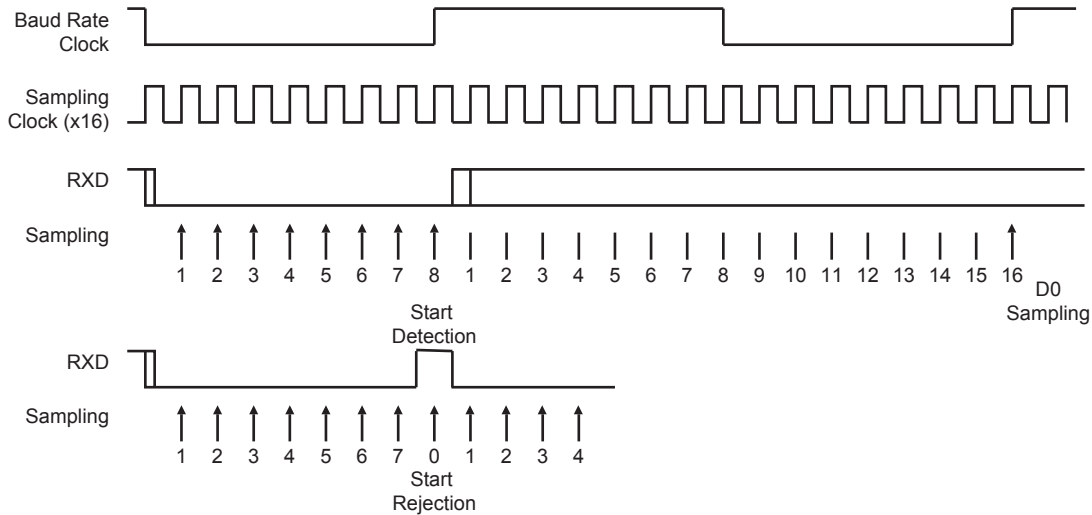 Baud Rate
Clock
Sampling
Clock (x16)
RXD
Sampling
1 2 3 4 5 6 7 8 1 2 3 4 5 6 7 8 9 10 11 12 13 14 15 16
D0
Sampling
Start
Detection
RXD
Sampling
1 2 3 4 5 6 7 0 1 2 3 4
Start
Rejection